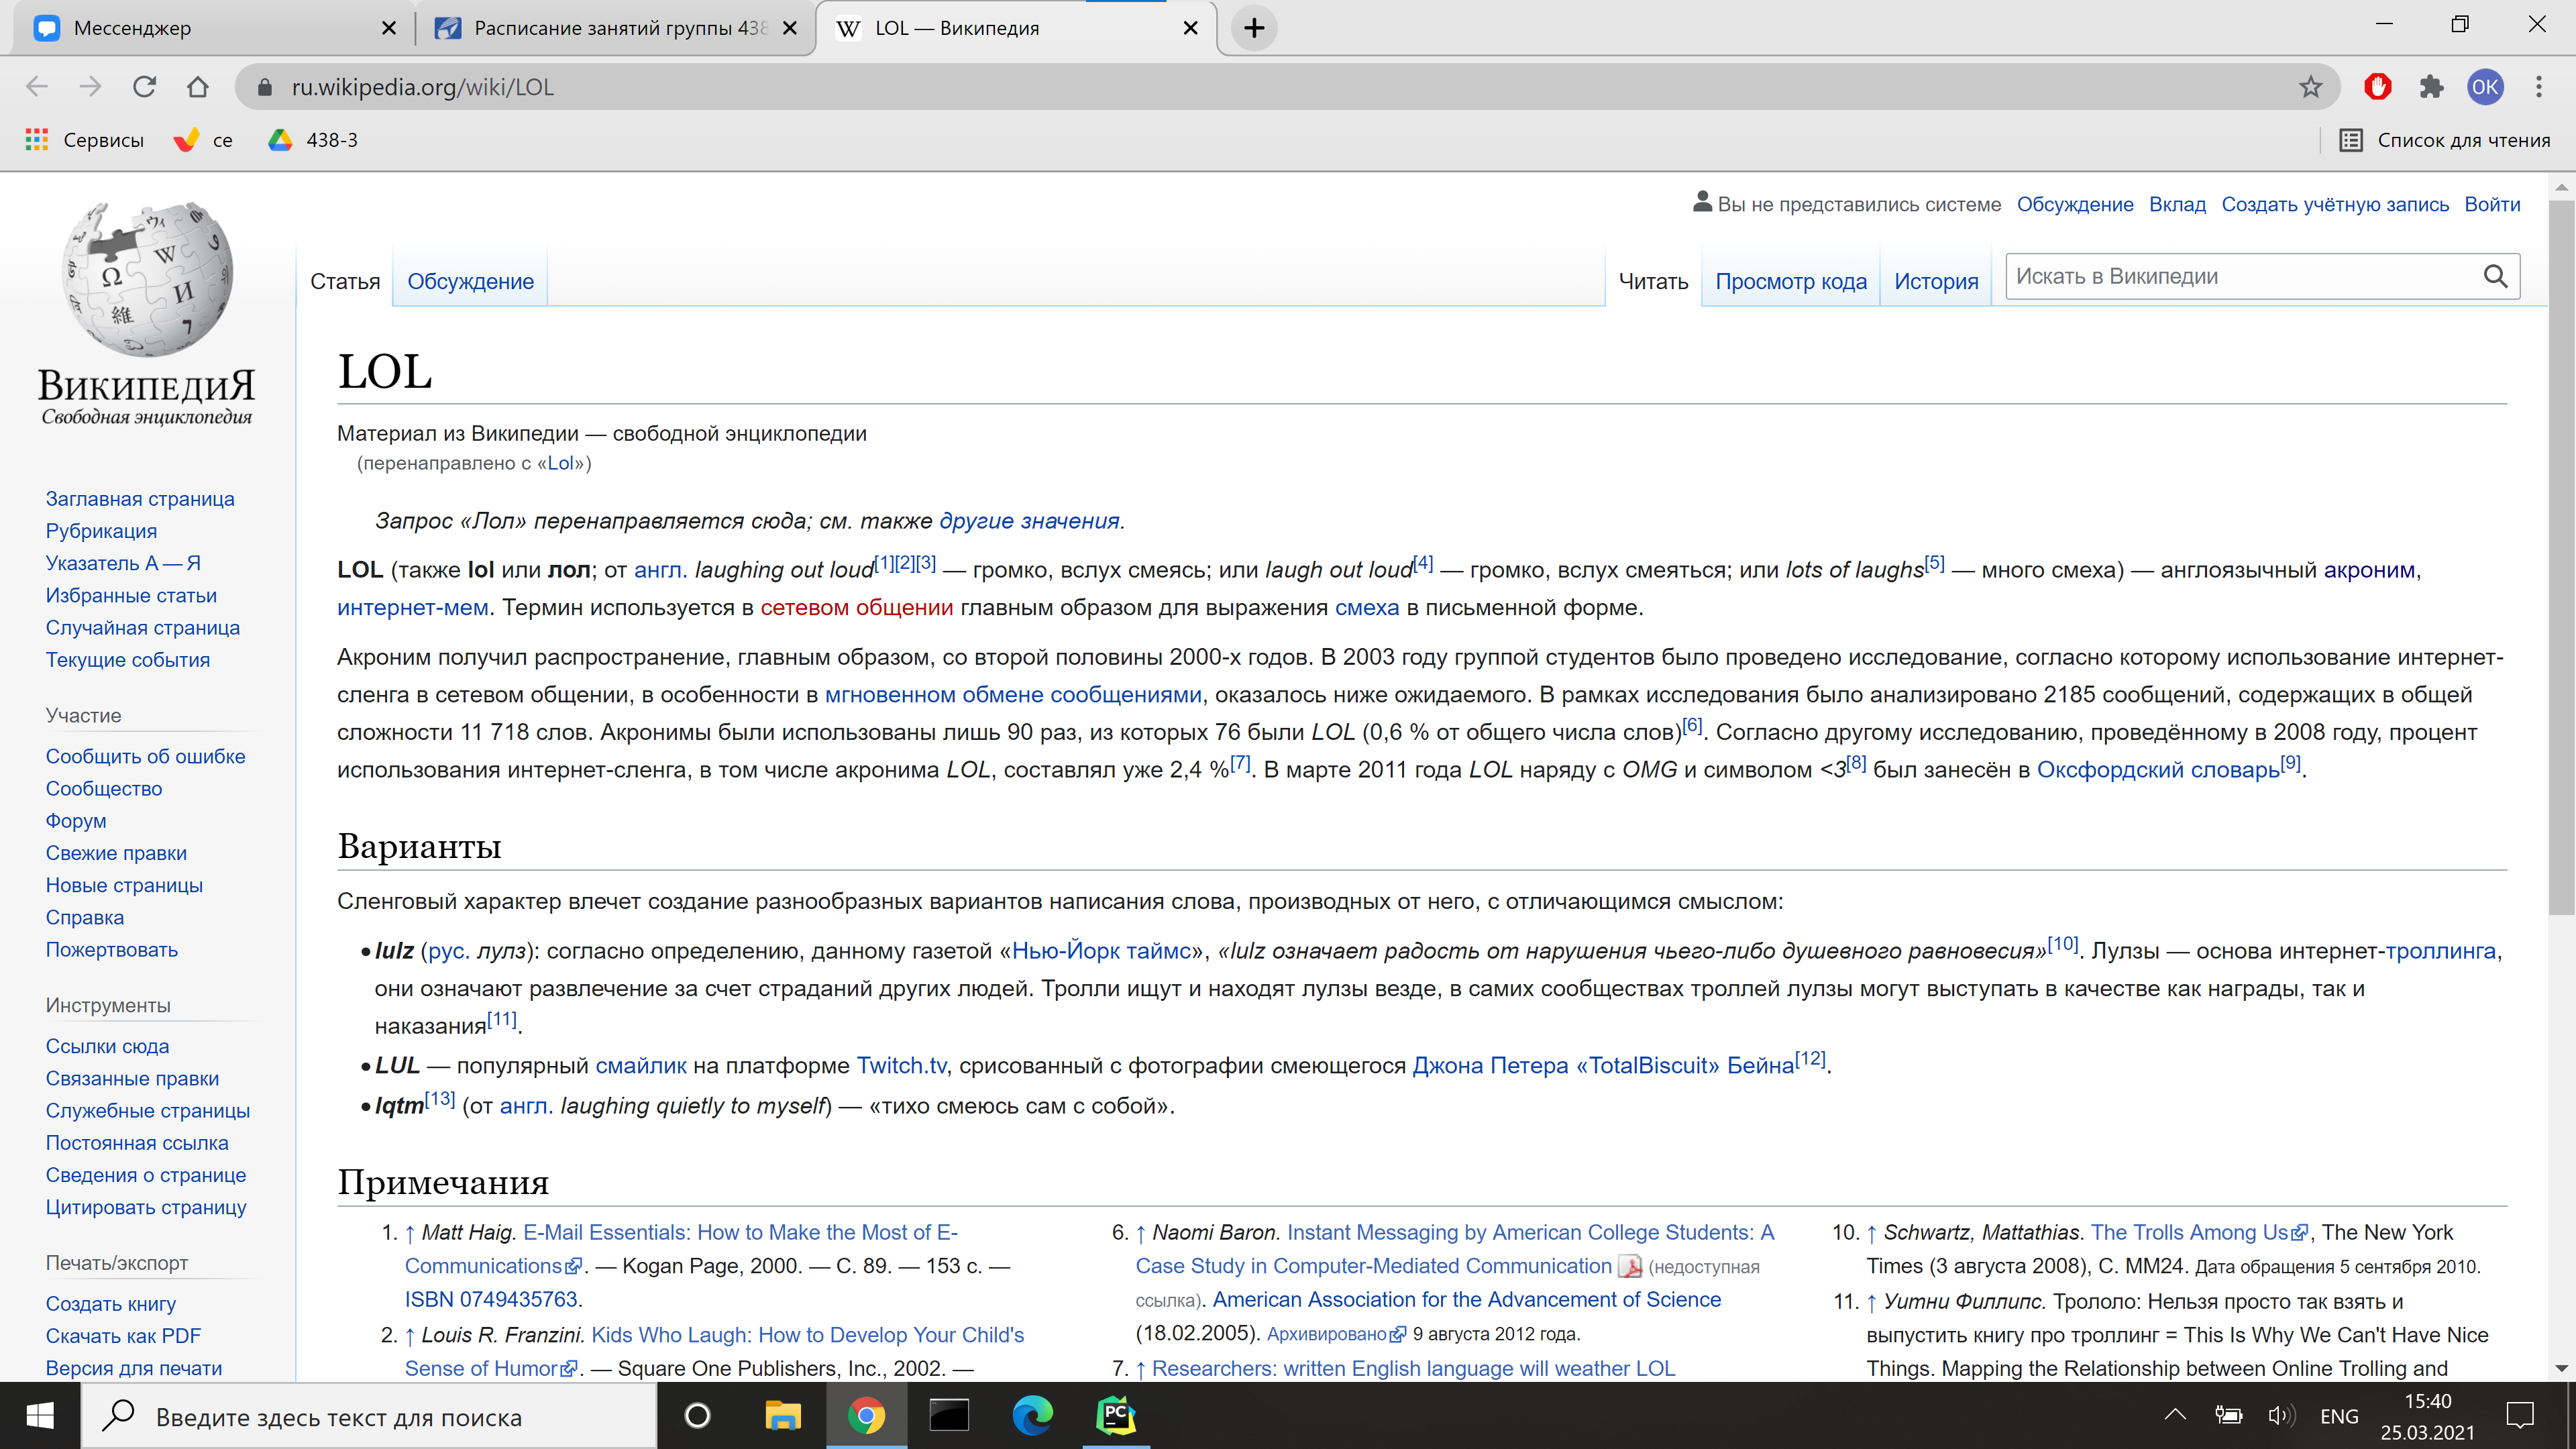 Мессенджер
Расписание занятий группы 438
LOL — Википедия
ru.wikipedia.org/wiki/LOL
ОК
Сервисы
ce
438-3
Список для чтения
Вы не представились системе Обсуждение Вклад Создать учётную запись Войти
Статья Обсуждение Читать Просмотр кода История Искать в Википедии
ВИКИПЕДИЯ
Свободная энциклопедия
Заглавная страница
Рубрикация
Указатель А — Я
Избранные статьи
Случайная страница
Текущие события
Участие
Сообщить об ошибке
Сообщество
Форум
Свежие правки
Новые страницы
Справка
Пожертвовать
Инструменты
Ссылки сюда
Связанные правки
Служебные страницы
Постоянная ссылка
Сведения о странице
Цитировать страницу
Печать/экспорт
Создать книгу
Скачать как PDF
Версия для печати
LOL
Материал из Википедии — свободной энциклопедии
(перенаправлено с «Lol»)
Запрос «Лол» перенаправляется сюда; см. также другие значения.
LOL (также lol или лол; от англ. laughing out loud[1][2][3] — громко, вслух смеясь; или laugh out loud[4] — громко, вслух смеяться; или lots of laughs[5] — много смеха) — англоязычный акроним,
интернет-мем. Термин используется в сетевом общении главным образом для выражения смеха в письменной форме.
Акроним получил распространение, главным образом, со второй половины 2000-х годов. В 2003 году группой студентов было проведено исследование, согласно которому использование интернет-
сленга в сетевом общении, в особенности в мгновенном обмене сообщениями, оказалось ниже ожидаемого. В рамках исследования было анализировано 2185 сообщений, содержащих в общей
сложности 11 718 слов. Акронимы были использованы лишь 90 раз, из которых 76 были LOL (0,6 % от общего числа слов)[6]. Согласно другому исследованию, проведённому в 2008 году, процент
использования интернет-сленга, в том числе акронима LOL, составлял уже 2,4 %[7]. В марте 2011 года LOL наряду с OMG и символом <3[8] был занесён в Оксфордский словарь[9].
Варианты
Сленговый характер влечет создание разнообразных вариантов написания слова, производных от него, с отличающимся смыслом:
• lulz (рус. лулз): согласно определению, данному газетой «Нью-Йорк таймс», «lulz означает радость от нарушения чьего-либо душевного равновесия»[10]. Лулзы — основа интернет-троллинга,
они означают развлечение за счет страданий других людей. Тролли ищут и находят лулзы везде, в самих сообществах троллей лулзы могут выступать в качестве как награды, так и
наказания[11].
• LUL — популярный смайлик на платформе Twitch.tv, срисованный с фотографии смеющегося Джона Петера «TotalBiscuit» Бейна[12].
• lqtm[13] (от англ. laughing quietly to myself) — «тихо смеюсь сам с собой».
Примечания
1. ↑ Matt Haig. E-Mail Essentials: How to Make the Most of E-
Communications. — Kogan Page, 2000. — С. 89. — 153 с. —
ISBN 0749435763.
2. ↑ Louis R. Franzini. Kids Who Laugh: How to Develop Your Child's
Sense of Humor. — Square One Publishers, Inc., 2002. —
6. ↑ Naomi Baron. Instant Messaging by American College Students: A
Case Study in Computer-Mediated Communication (недоступная
ссылка). American Association for the Advancement of Science
(18.02.2005). Архивировано 9 августа 2012 года.
7. ↑ Researchers: written English language will weather LOL
10. ↑ Schwartz, Mattathias. The Trolls Among Us, The New York
Times (3 августа 2008), С. MM24. Дата обращения 5 сентября 2010.
11. ↑ Уитни Филлипс. Трололо: Нельзя просто так взять и
выпустить книгу про троллинг = This Is Why We Can't Have Nice
Things. Mapping the Relationship between Online Trolling and
Введите здесь текст для поиска
PC
ENG
15:40
25.03.2021